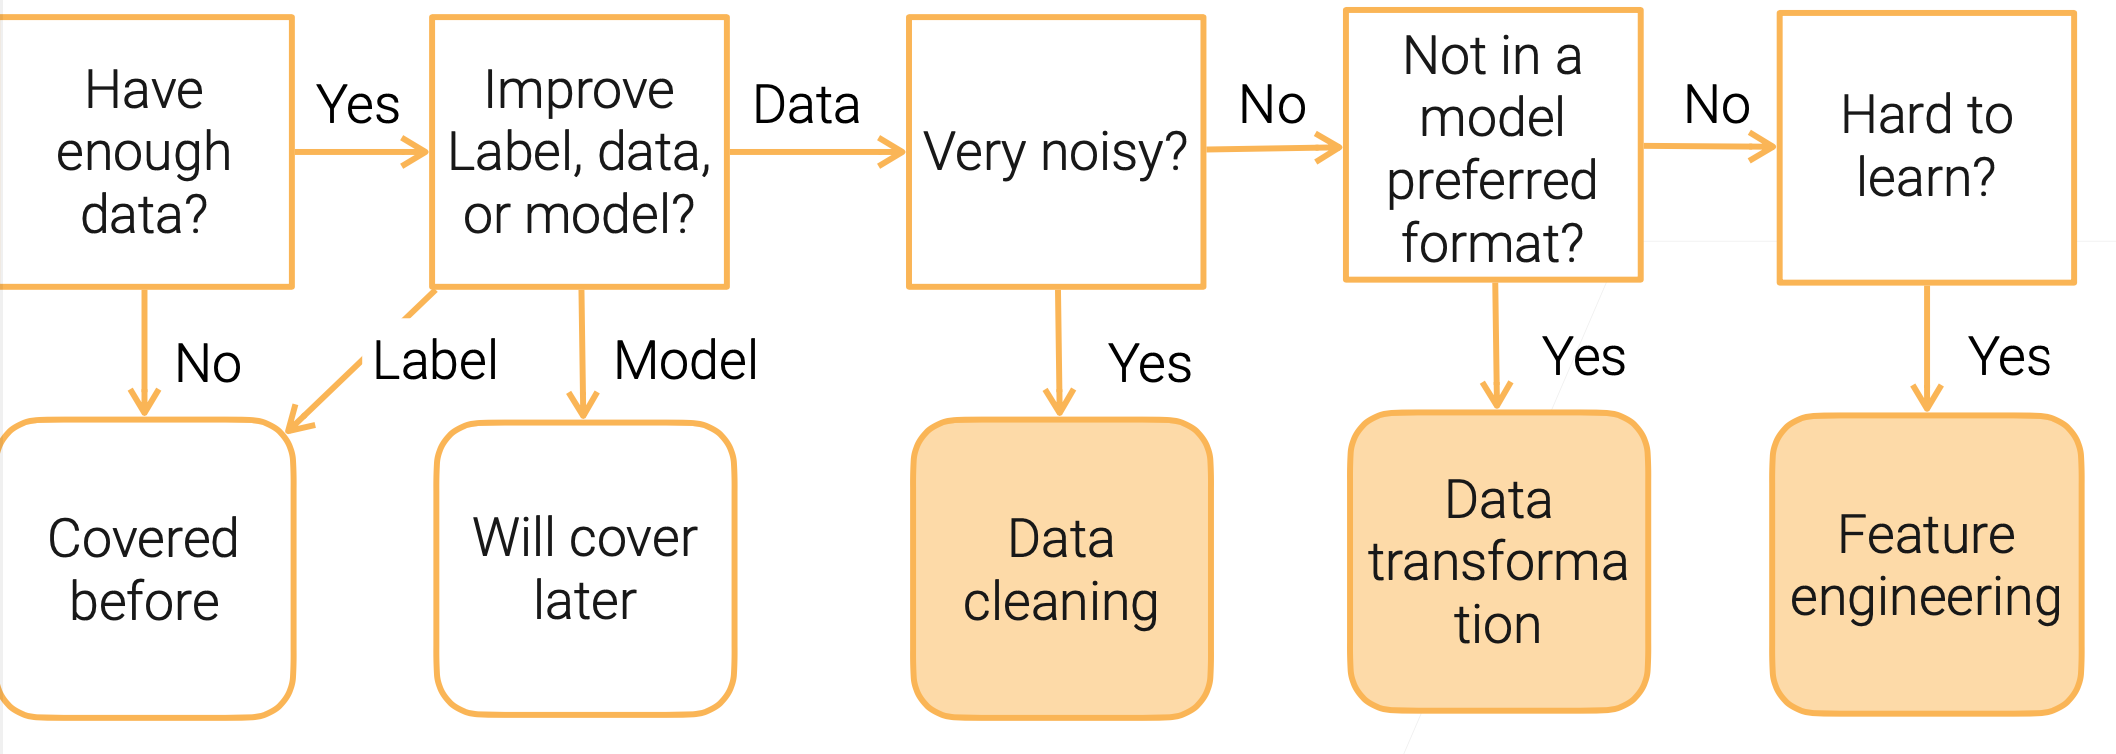 Have
enough
data?
Yes
Improve
Label, data,
or model?
Data
Very noisy?
No
Not in a
model
preferred
format?
No
Hard to
learn?
No
Label
Model
Yes
Yes
Yes
Covered
before
Will cover
later
Data
cleaning
Data
transforma
tion
Feature
engineering